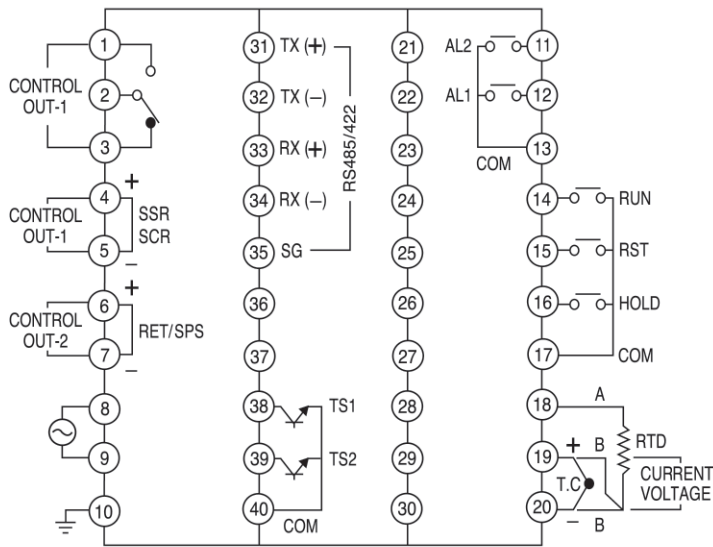 1
2
3
4
5
6
7
8
9
10
CONTROL
OUT-1
+
SSR
SCR
CONTROL
OUT-1
−
+
RET/SPS
CONTROL
OUT-2
−
31 TX (+)
32 TX (−)
33 RX (+)
34 RX (−)
35 SG
RS485/422
36
37
38 TS1
39 TS2
40
COM
21
22
23
24
25
26
27
28
29
30
AL2 11
AL1 12
13
COM
14 RUN
15 RST
16 HOLD
17 COM
18 A
19 + B
RTD
T.C
20 − B
CURRENT
VOLTAGE